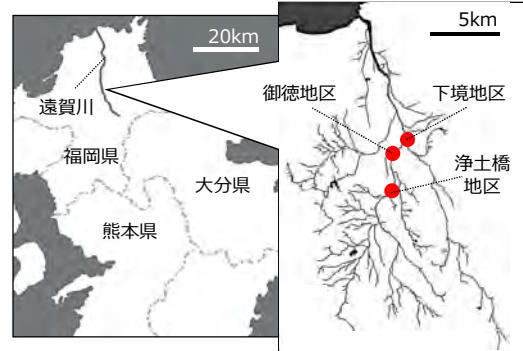 20km
遠賀川
福岡県
大分県
熊本県
5km
御徳地区
下境地区
浄土橋
地区